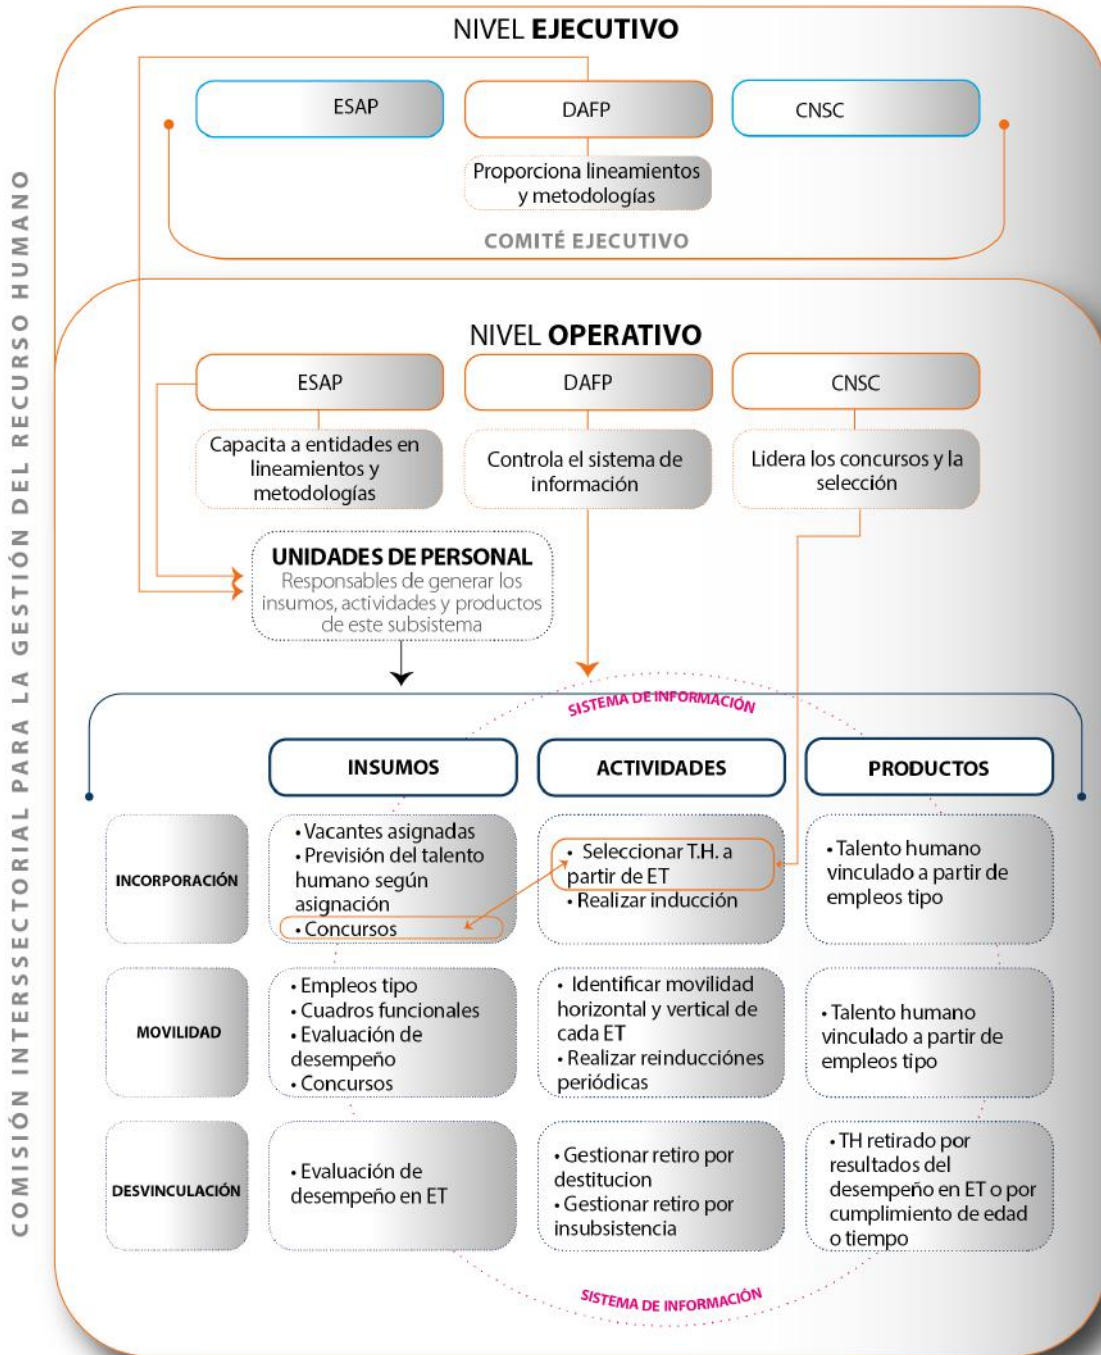 COMISIÓN INTERSSECTORIAL PARA LA GESTIÓN DEL RECURSO HUMANO
NIVEL EJECUTIVO
ESAP
DAFP
CNSC
Proporciona lineamientos
y metodologías
COMITÉ EJECUTIVO
NIVEL OPERATIVO
ESAP
DAFP
CNSC
Capacita a entidades en
lineamientos y
metodologías
Controla el sistema de
información
Lidera los concursos y la
selección
UNIDADES DE PERSONAL
Responsables de generar los
insumos, actividades y productos
de este subsistema
SISTEMA DE INFORMACIÓN
INSUMOS
ACTIVIDADES
PRODUCTOS
INCORPORACIÓN
• Vacantes asignadas
• Previsión del talento
humano según
asignación
• Concursos
• Seleccionar T.H. a
partir de ET
• Realizar inducción
• Talento humano
vinculado a partir de
empleos tipo
MOVILIDAD
• Empleos tipo
• Cuadros funcionales
• Evaluación de
desempeño
• Concursos
• Identificar movilidad
horizontal y vertical de
cada ET
• Realizar reinducciónes
periódicas
• Talento humano
vinculado a partir de
empleos tipo
DESVINCULACIÓN
• Evaluación de
desempeño en ET
• Gestionar retiro por
destitucion
• Gestionar retiro por
insubsistencia
• TH retirado por
resultados del
desempeño en ET o por
cumplimiento de edad
o tiempo
SISTEMA DE INFORMACIÓN